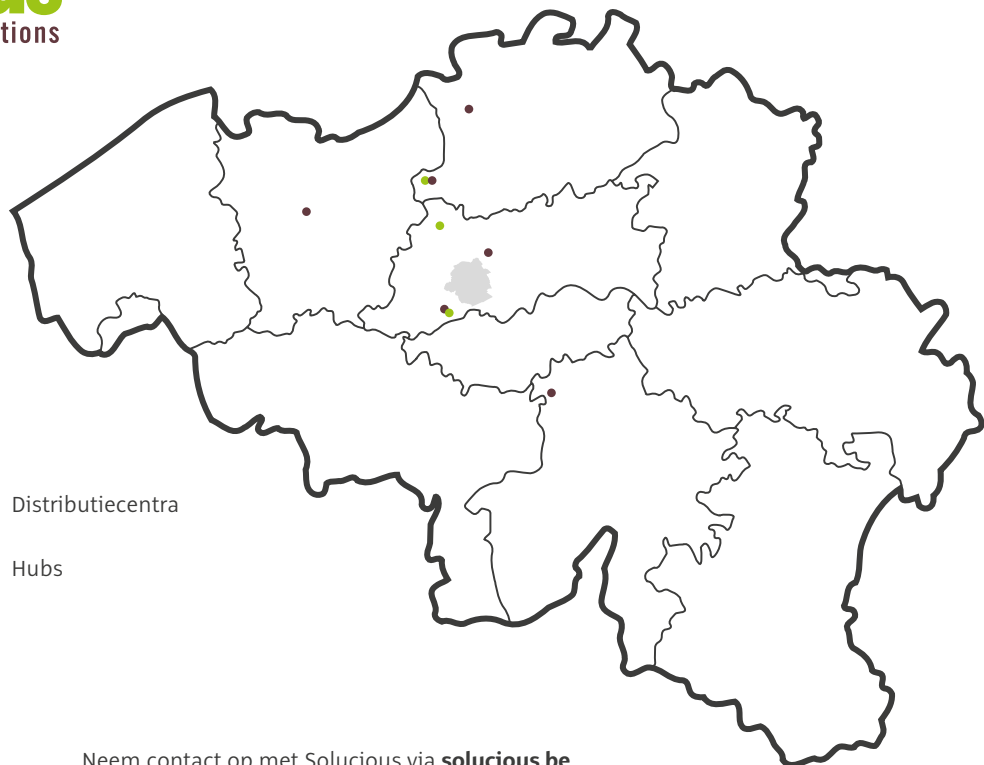 tions
Distributiecentra
Hubs
Neem contact op met Solucious via solucious.be